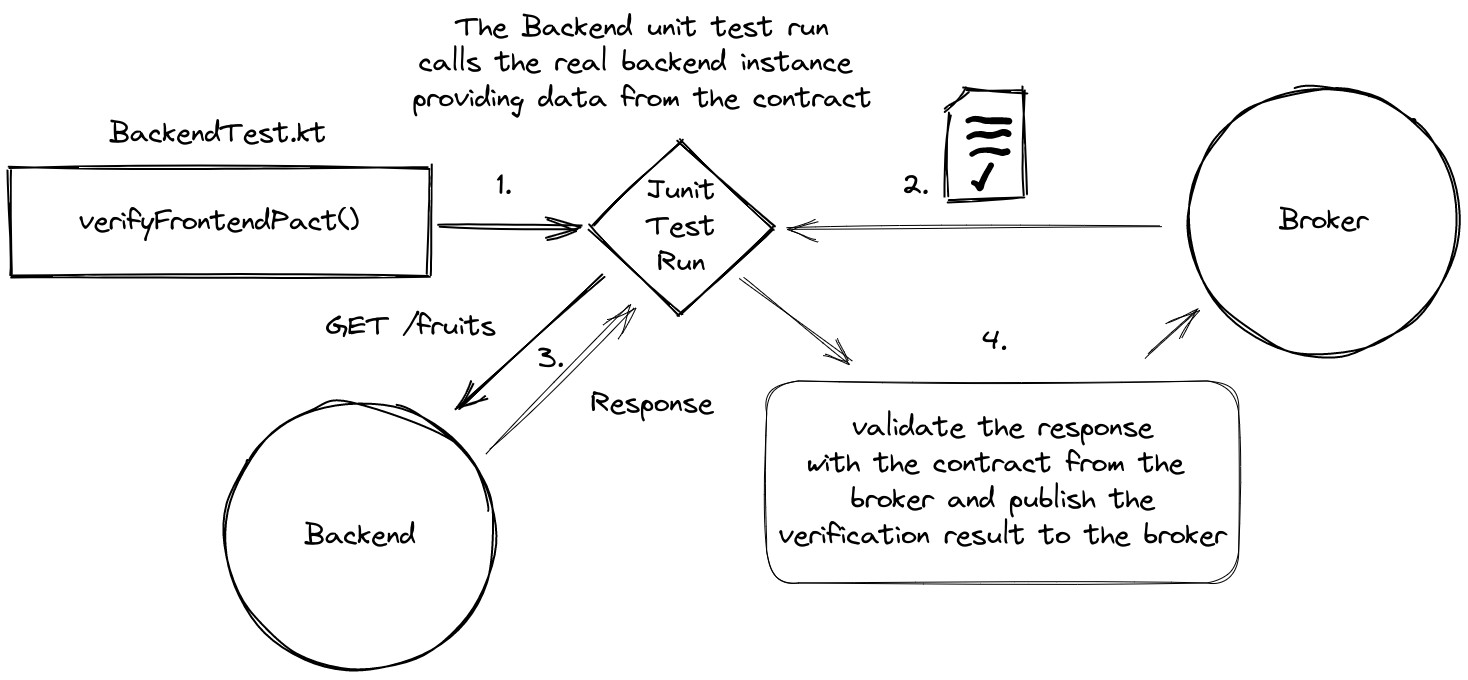 The Backend unit test run
calls the real backend instance
providing data from the contract
BackendTest.kt
verifyFrontendPact()
1.
Junit
Test
Run
2.
Broker
GET /fruits
3.
Response
4.
Backend
validate the response
with the contract from the
broker and publish the
verification result to the broker